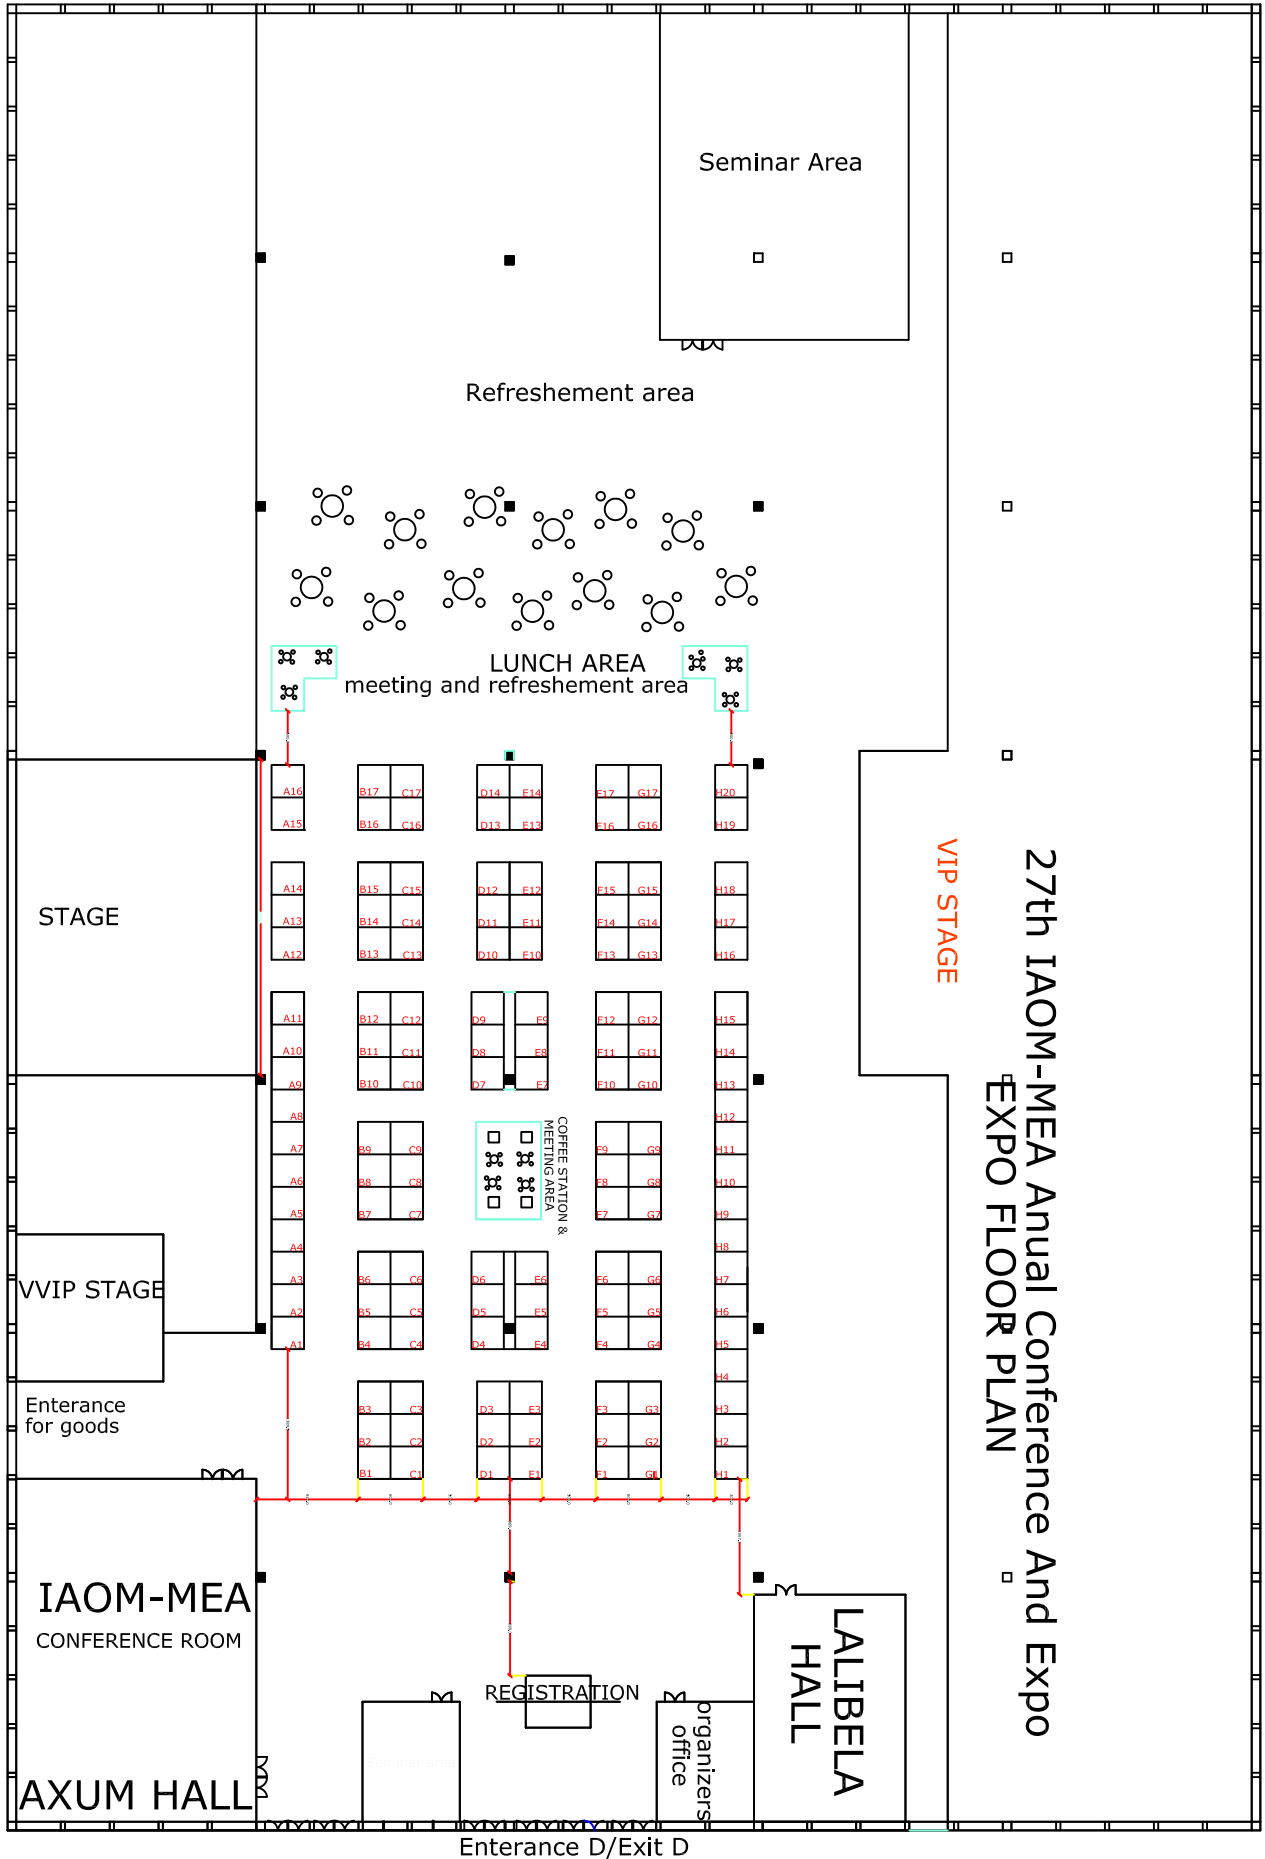 Seminar Area
Refreshement area
LUNCH AREA
meeting and refreshement area
A16 B17 C17 D14 E14 F17 G17 H20
A15 B16 C16 D13 E13 F16 G16 H19
A14 B15 C15 D12 E12 F15 G15 H18
A13 B14 C14 D11 E11 F14 G14 H17
A12 B13 C13 D10 E10 F13 G13 H16
A11 B12 C12 D9 E9 F12 G12 H15
A10 B11 C11 D8 E8 F11 G11 H14
A9 B10 C10 D7 E7 F10 G10 H13
A8 H12
A7 B9 C9 F9 G9 H11
A6 B8 C8 F8 G8 H10
A5 B7 C7 F7 G7 H9
A4 H8
A3 B6 C6 D6 E6 F6 G6 H7
A2 B5 C5 D5 E5 F5 G5 H6
A1 B4 C4 D4 E4 F4 G4 H5
H4
B3 C3 D3 E3 F3 G3 H3
B2 C2 D2 E2 F2 G2 H2
B1 C1 D1 E1 F1 G1 H1
COFFEE STATION &
MEETING AREA
STAGE
VIP STAGE
27th IAOM-MEA Anual Conference And Expo
EXPO FLOOR PLAN
VVIP STAGE
Enterance
for goods
IAOM-MEA
CONFERENCE ROOM
AXUM HALL
REGISTRATION
organizers
office
LALIBELA
HALL
Enterance D/Exit D